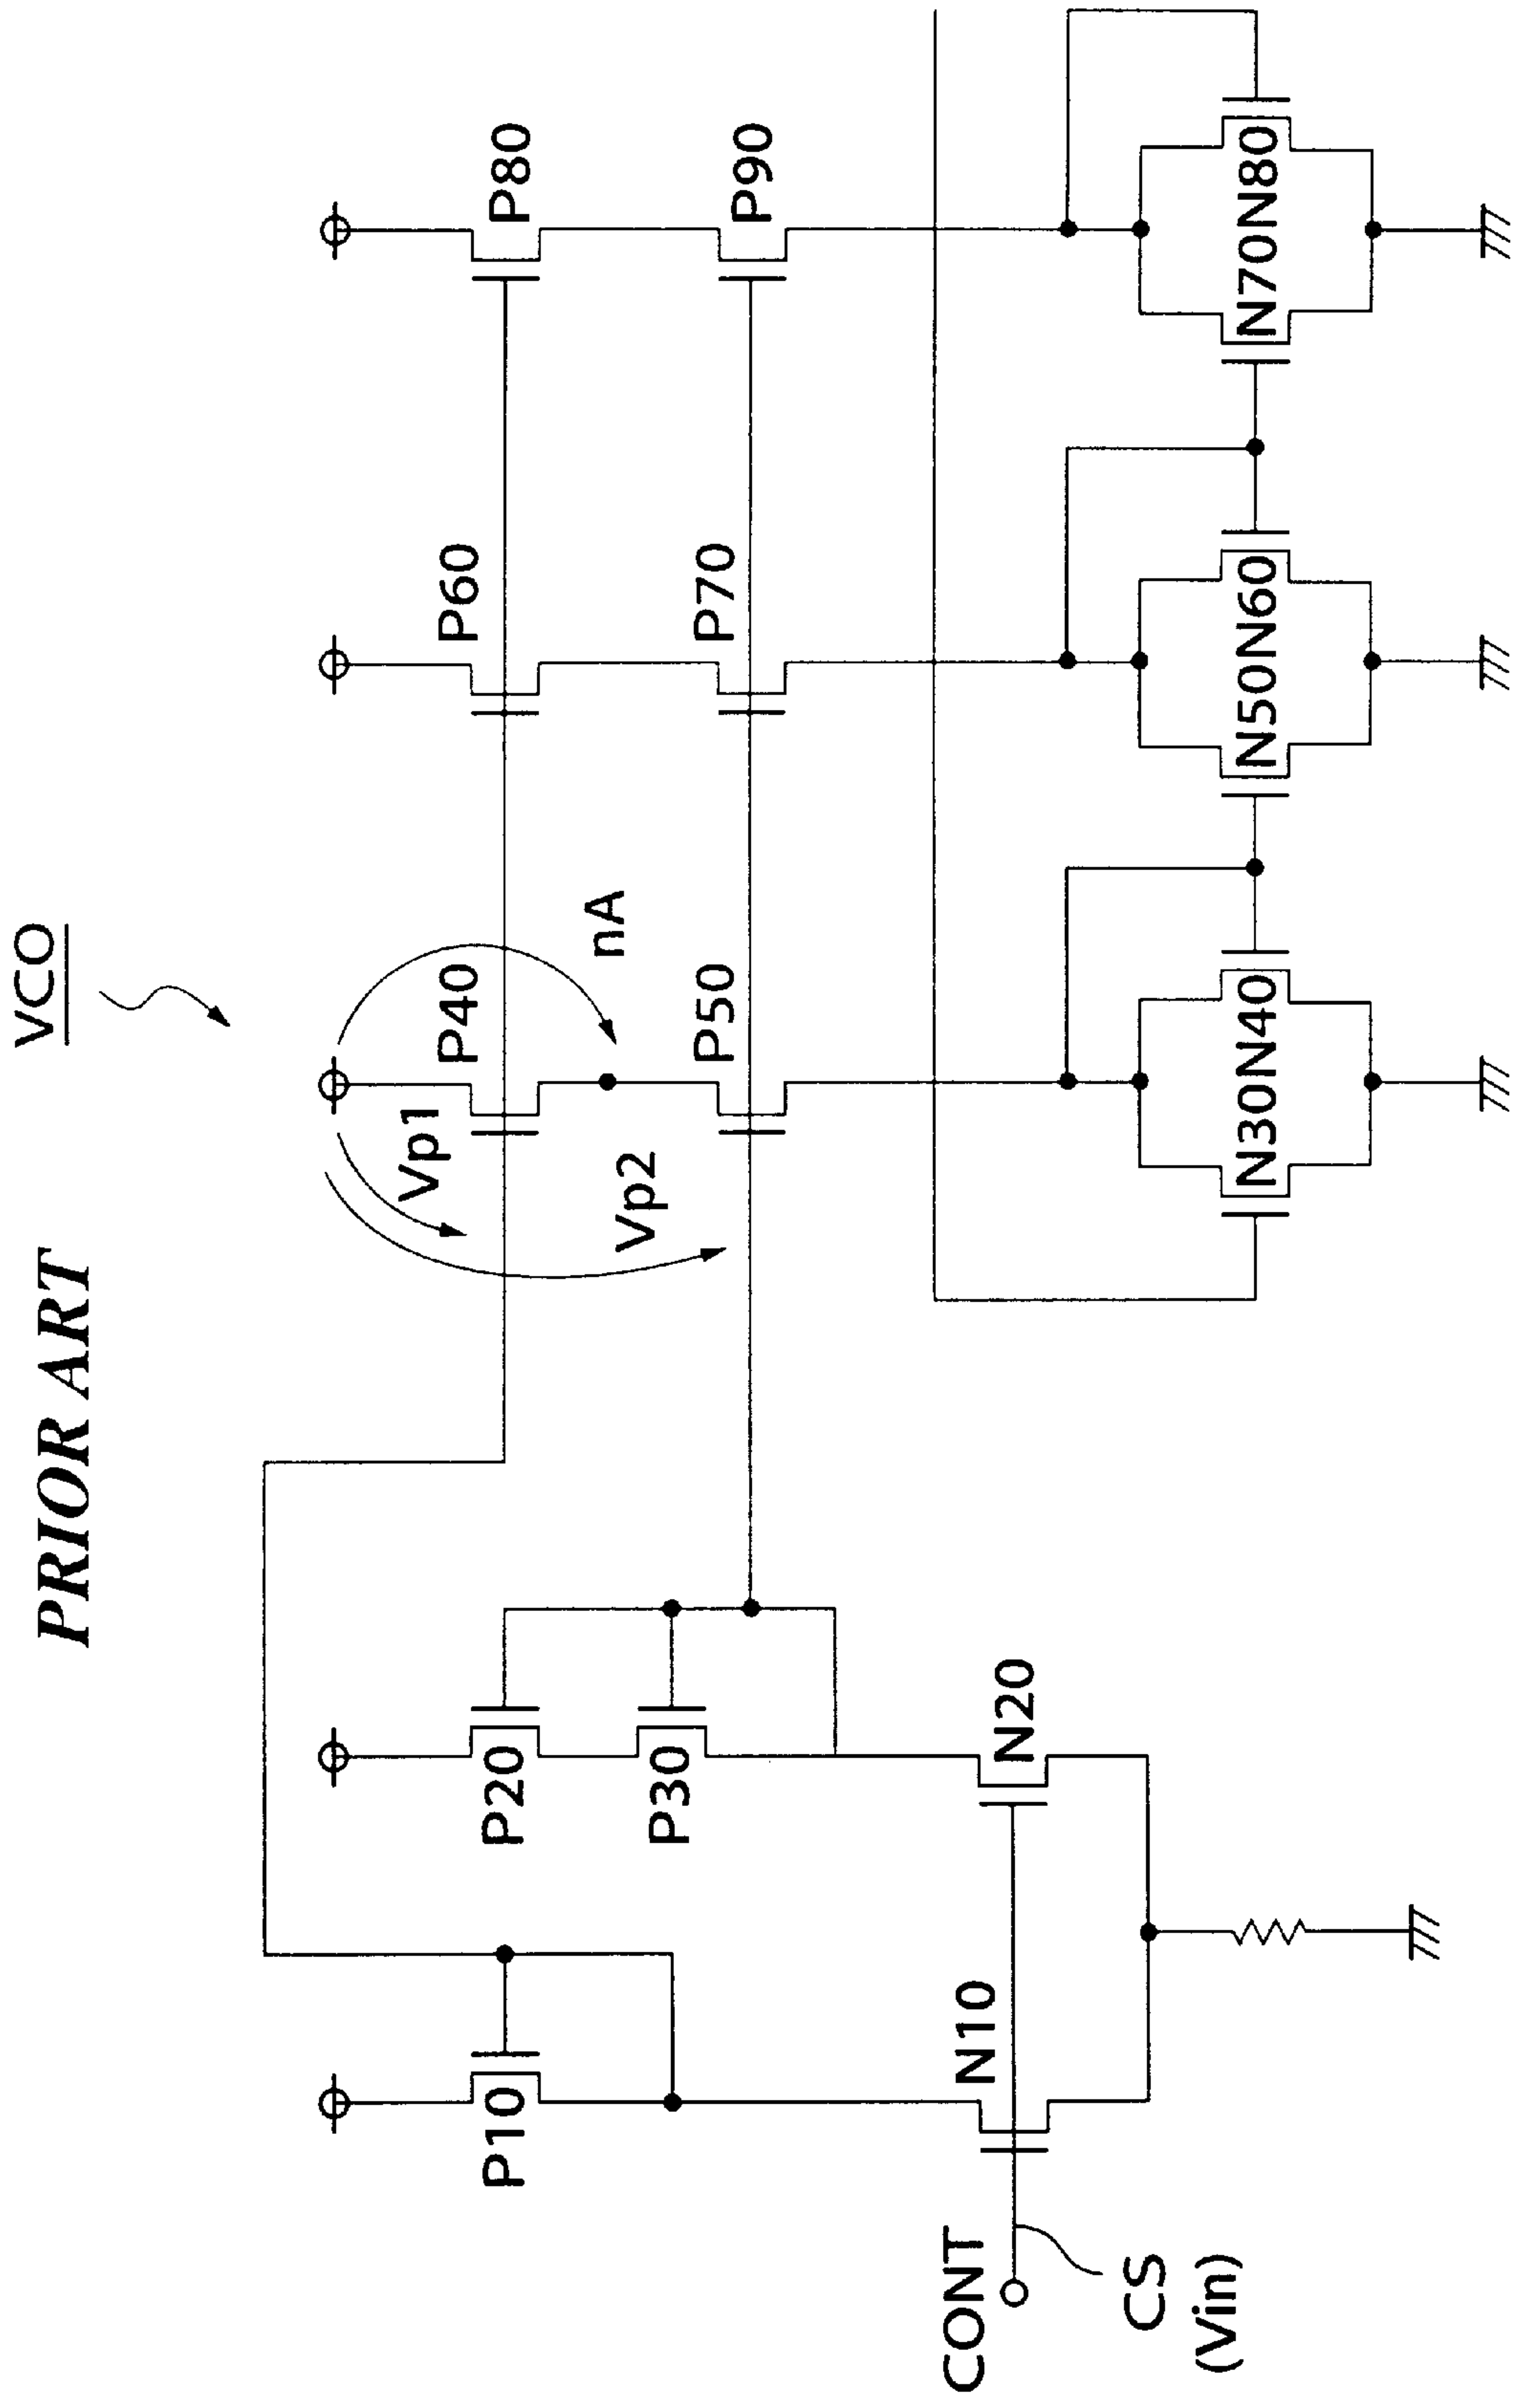 PRIOR ART
VCO
P10
P20
P30
N10
N20
CONT
CS
(Vin)
Vp1
Vp2
P40
nA
P50
P60
P70
P80
P90
N30N40
N50N60
N70N80